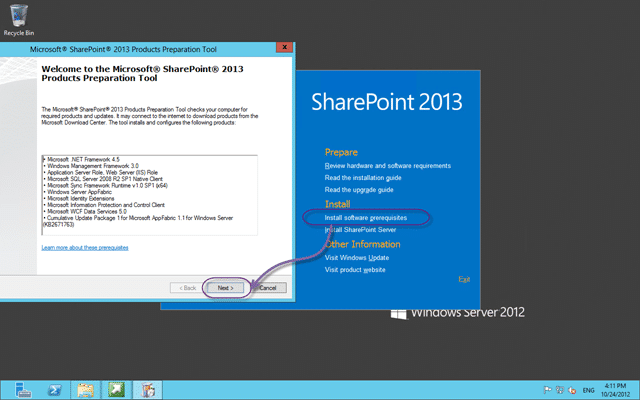 Recycle Bin
Microsoft® SharePoint® 2013 Products Preparation Tool
x
Welcome to the Microsoft® SharePoint® 2013
Products Preparation Tool
The Microsoft® SharePoint® 2013 Products Preparation Tool checks your computer for
required products and updates. It may connect to the internet to download products from the
Microsoft Download Center. The tool installs and configures the following products:
• Microsoft .NET Framework 4.5
• Windows Management Framework 3.0
• Application Server Role, Web Server (IIS) Role
• Microsoft SQL Server 2008 R2 SP1 Native Client
• Microsoft Sync Framework Runtime v1.0 SP1 (x64)
• Windows Server AppFabric
• Microsoft Identity Extensions
• Microsoft Information Protection and Control Client
• Microsoft WCF Data Services 5.0
• Cumulative Update Package 1 for Microsoft AppFabric 1.1 for Windows Server
(KB2671763)
Learn more about these prerequisites
< Back
Next >
Cancel
SharePoint 2013
Prepare
Review hardware and software requirements
Read the installation guide
Read the upgrade guide
Install
Install software prerequisites
Install SharePoint Server
Other Information
Visit Windows Update
Visit product website
Exit
Windows Server 2012
ENG
4:11 PM
10/24/2012